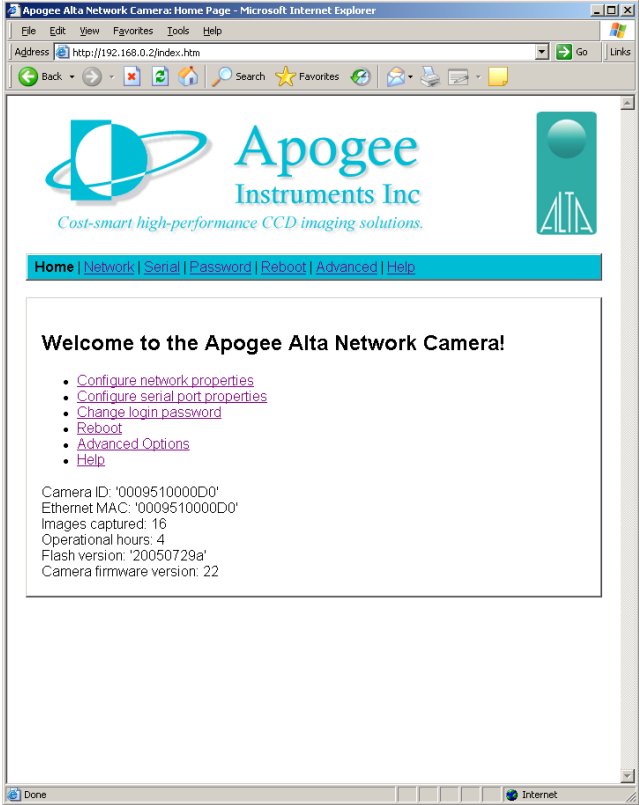 Apogee Alta Network Camera: Home Page - Microsoft Internet Explorer
File Edit View Favorites Tools Help
Address http://192.168.0.2/index.htm Go Links
Back Search Favorites
Apogee
Instruments Inc
Cost-smart high-performance CCD imaging solutions.
ALTA
Home | Network | Serial | Password | Reboot | Advanced | Help
Welcome to the Apogee Alta Network Camera!
• Configure network properties
• Configure serial port properties
• Change login password
• Reboot
• Advanced Options
• Help
Camera ID: '0009510000D0'
Ethernet MAC: '0009510000D0'
Images captured: 16
Operational hours: 4
Flash version: '20050729a'
Camera firmware version: 22
Done Internet